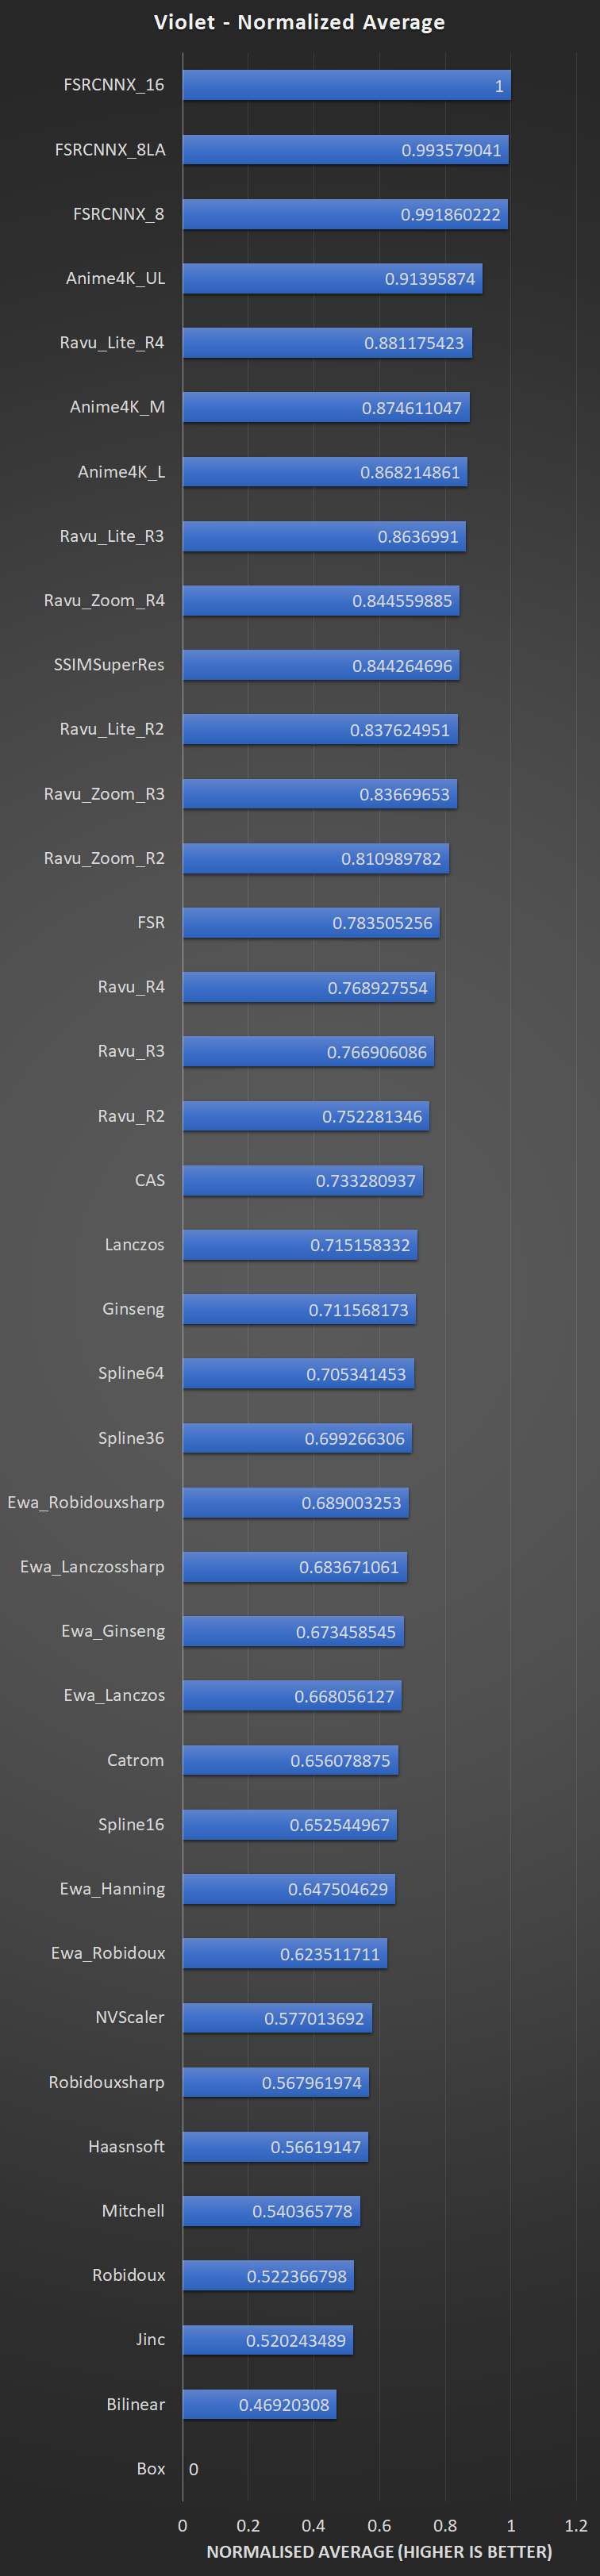 Violet - Normalized Average
FSRCNNX_16 1
FSRCNNX_8LA 0.993579041
FSRCNNX_8 0.991860222
Anime4K_UL 0.91395874
Ravu_Lite_R4 0.881175423
Anime4K_M 0.874611047
Anime4K_L 0.868214861
Ravu_Lite_R3 0.8636991
Ravu_Zoom_R4 0.844559885
SSIMSuperRes 0.844264696
Ravu_Lite_R2 0.837624951
Ravu_Zoom_R3 0.83669653
Ravu_Zoom_R2 0.810989782
FSR 0.783505256
Ravu_R4 0.768927554
Ravu_R3 0.766906086
Ravu_R2 0.752281346
CAS 0.733280937
Lanczos 0.715158332
Ginseng 0.711568173
Spline64 0.705341453
Spline36 0.699266306
Ewa_Robidouxsharp 0.689003253
Ewa_Lanczossharp 0.683671061
Ewa_Ginseng 0.673458545
Ewa_Lanczos 0.668056127
Catrom 0.656078875
Spline16 0.652544967
Ewa_Hanning 0.647504629
Ewa_Robidoux 0.623511711
NVScaler 0.577013692
Robidouxsharp 0.567961974
Haasnsoft 0.56619147
Mitchell 0.540365778
Robidoux 0.522366798
Jinc 0.520243489
Bilinear 0.46920308
Box 0
0 0.2 0.4 0.6 0.8 1 1.2
NORMALISED AVERAGE (HIGHER IS BETTER)